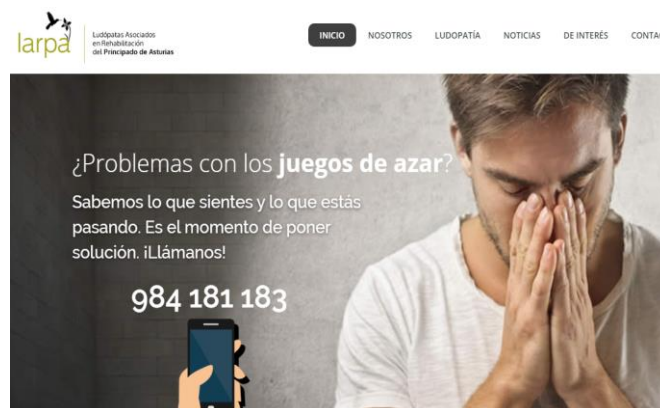 larpa
Ludópatas Asociados
en Rehabilitación
del Principado de Asturias
INICIO NOSOTROS LUDOPATÍA NOTICIAS DE INTERÉS
¿Problemas con los juegos de azar?
Sabemos lo que sientes y lo que estás
pasando. Es el momento de poner
solución. ¡Llámanos!
984 181 183